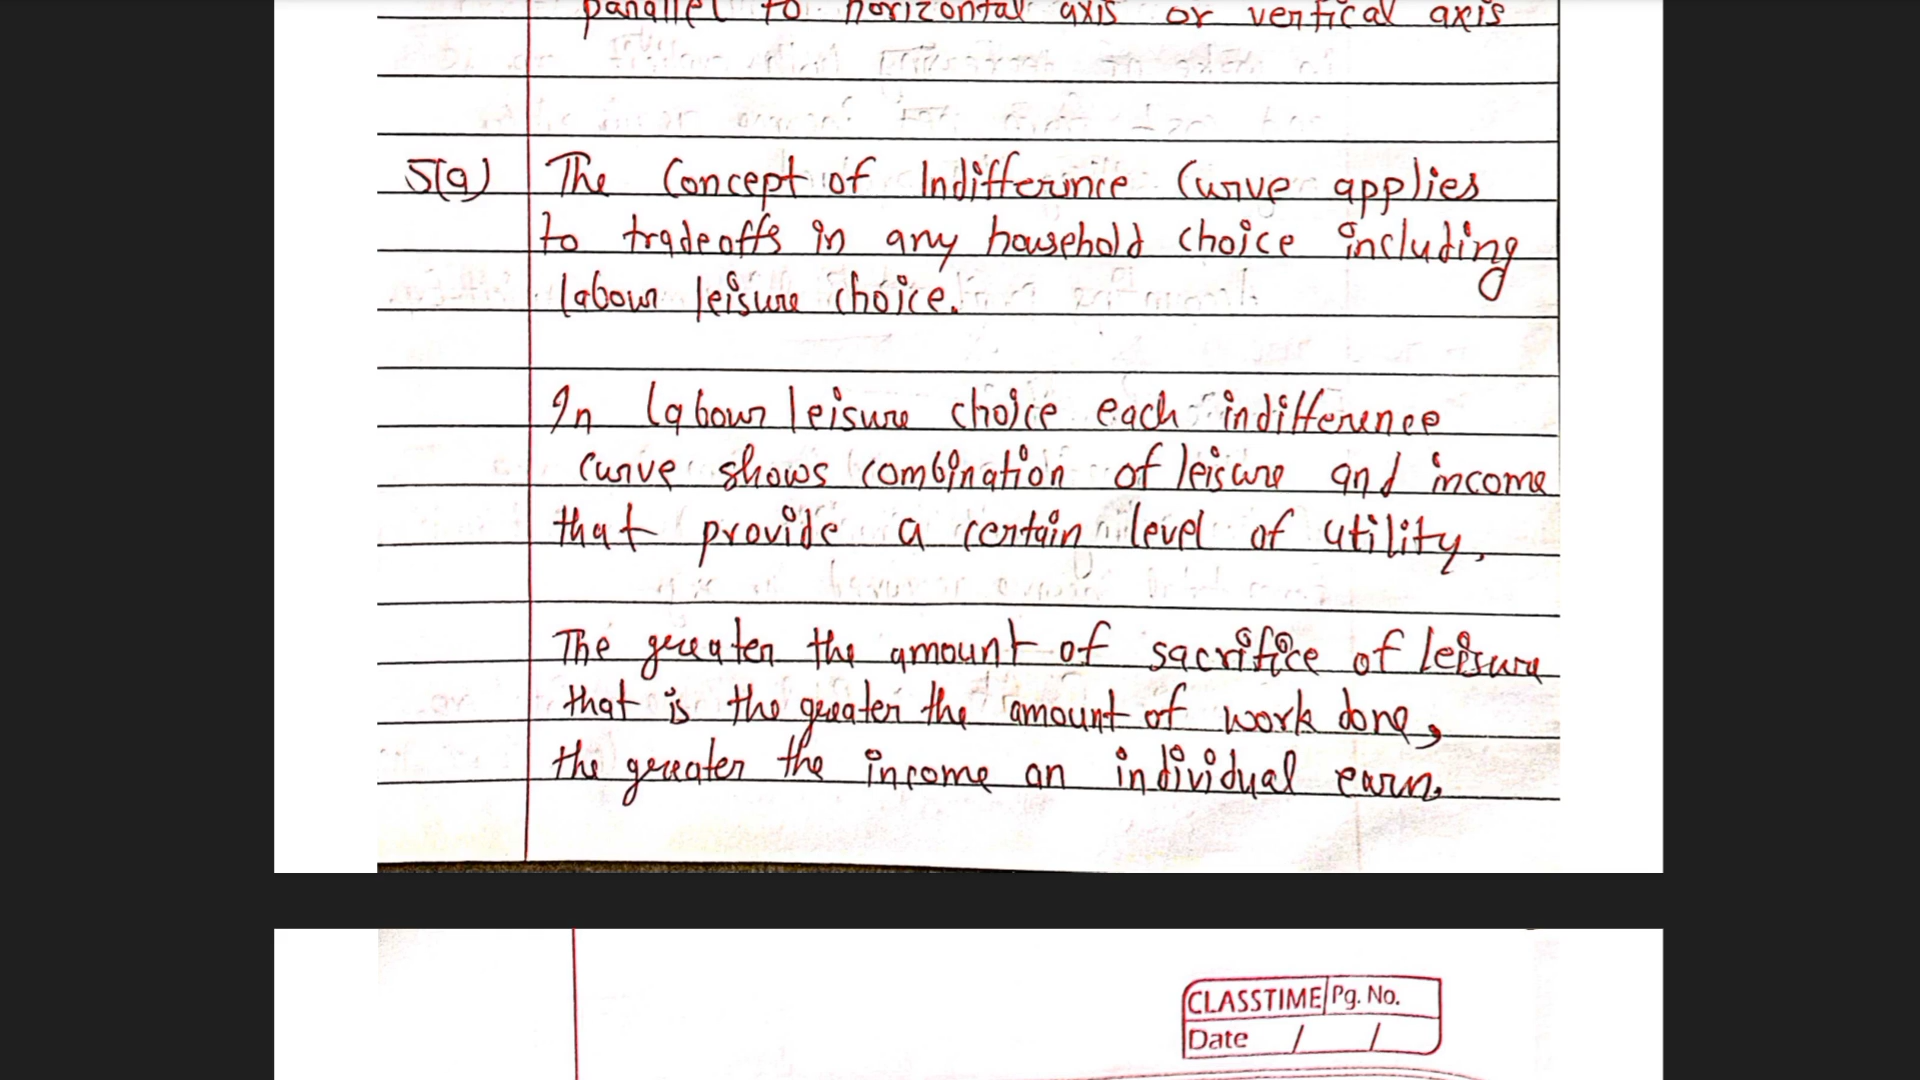 parallel to horizontal axis or vertical axis
5(a) The Concept of Indifference Curve applies
to tradeoffs in any household choice including
labour leisure choice.
In labour leisure choice each indifference
curve shows combination of leisure and income
that provide a certain level of utility.
The greater the amount of sacrifice of leisure
that is the greater the amount of work done,
the greater the income an individual earn.
CLASSTIME Pg. No.
Date / /